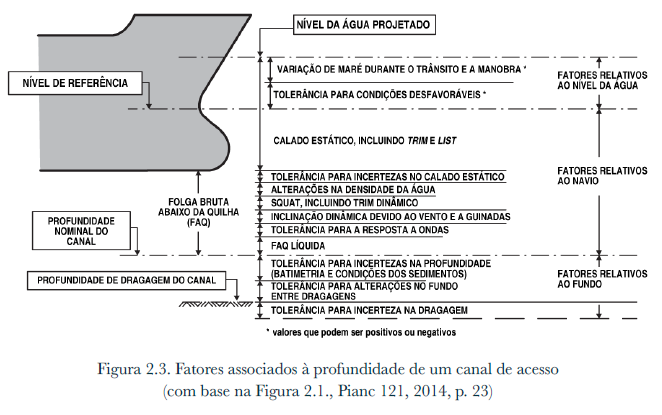 NÍVEL DA ÁGUA PROJETADO
VARIAÇÃO DE MARÉ DURANTE O TRÂNSITO E A MANOBRA *
FATORES RELATIVOS
AO NÍVEL DA ÁGUA
NÍVEL DE REFERÊNCIA
TOLERÂNCIA PARA CONDIÇÕES DESFAVORÁVEIS *
CALADO ESTÁTICO, INCLUINDO TRIM E LIST
FATORES RELATIVOS
AO NAVIO
TOLERÂNCIA PARA INCERTEZAS NO CALADO ESTÁTICO
ALTERAÇÕES NA DENSIDADE DA ÁGUA
SQUAT, INCLUINDO TRIM DINÂMICO
INCLINAÇÃO DINÂMICA DEVIDO AO VENTO E A GUINADAS
TOLERÂNCIA PARA A RESPOSTA A ONDAS
FAQ LÍQUIDA
FOLGA BRUTA
ABAIXO DA QUILHA
(FAQ)
PROFUNDIDADE
NOMINAL DO CANAL
TOLERÂNCIA PARA INCERTEZAS NA PROFUNDIDADE
(BATIMETRIA E CONDIÇÕES DOS SEDIMENTOS)
FATORES RELATIVOS
AO FUNDO
PROFUNDIDADE DE DRAGAGEM DO CANAL
TOLERÂNCIA PARA ALTERAÇÕES NO FUNDO
ENTRE DRAGAGENS
TOLERÂNCIA PARA INCERTEZA NA DRAGAGEM
* valores que podem ser positivos ou negativos
Figura 2.3. Fatores associados à profundidade de um canal de acesso
(com base na Figura 2.1., Pianc 121, 2014, p. 23)